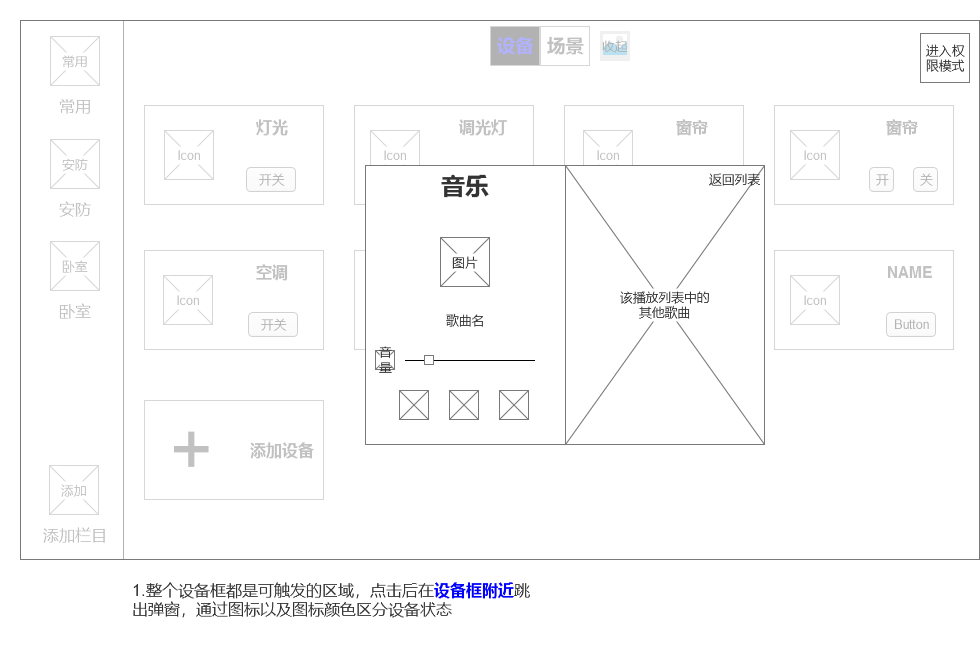 常用
常用
安防
安防
卧室
卧室
添加
添加栏目
设备
场景
收起
进入权
限模式
灯光
Icon
开关
调光灯
Icon
窗帘
Icon
窗帘
Icon
开
关
空调
Icon
开关
NAME
Icon
Button
添加设备
音乐
图片
歌曲名
音
量
返回列表
该播放列表中的
其他歌曲
1.整个设备框都是可触发的区域，点击后在设备框附近跳
出弹窗，通过图标以及图标颜色区分设备状态